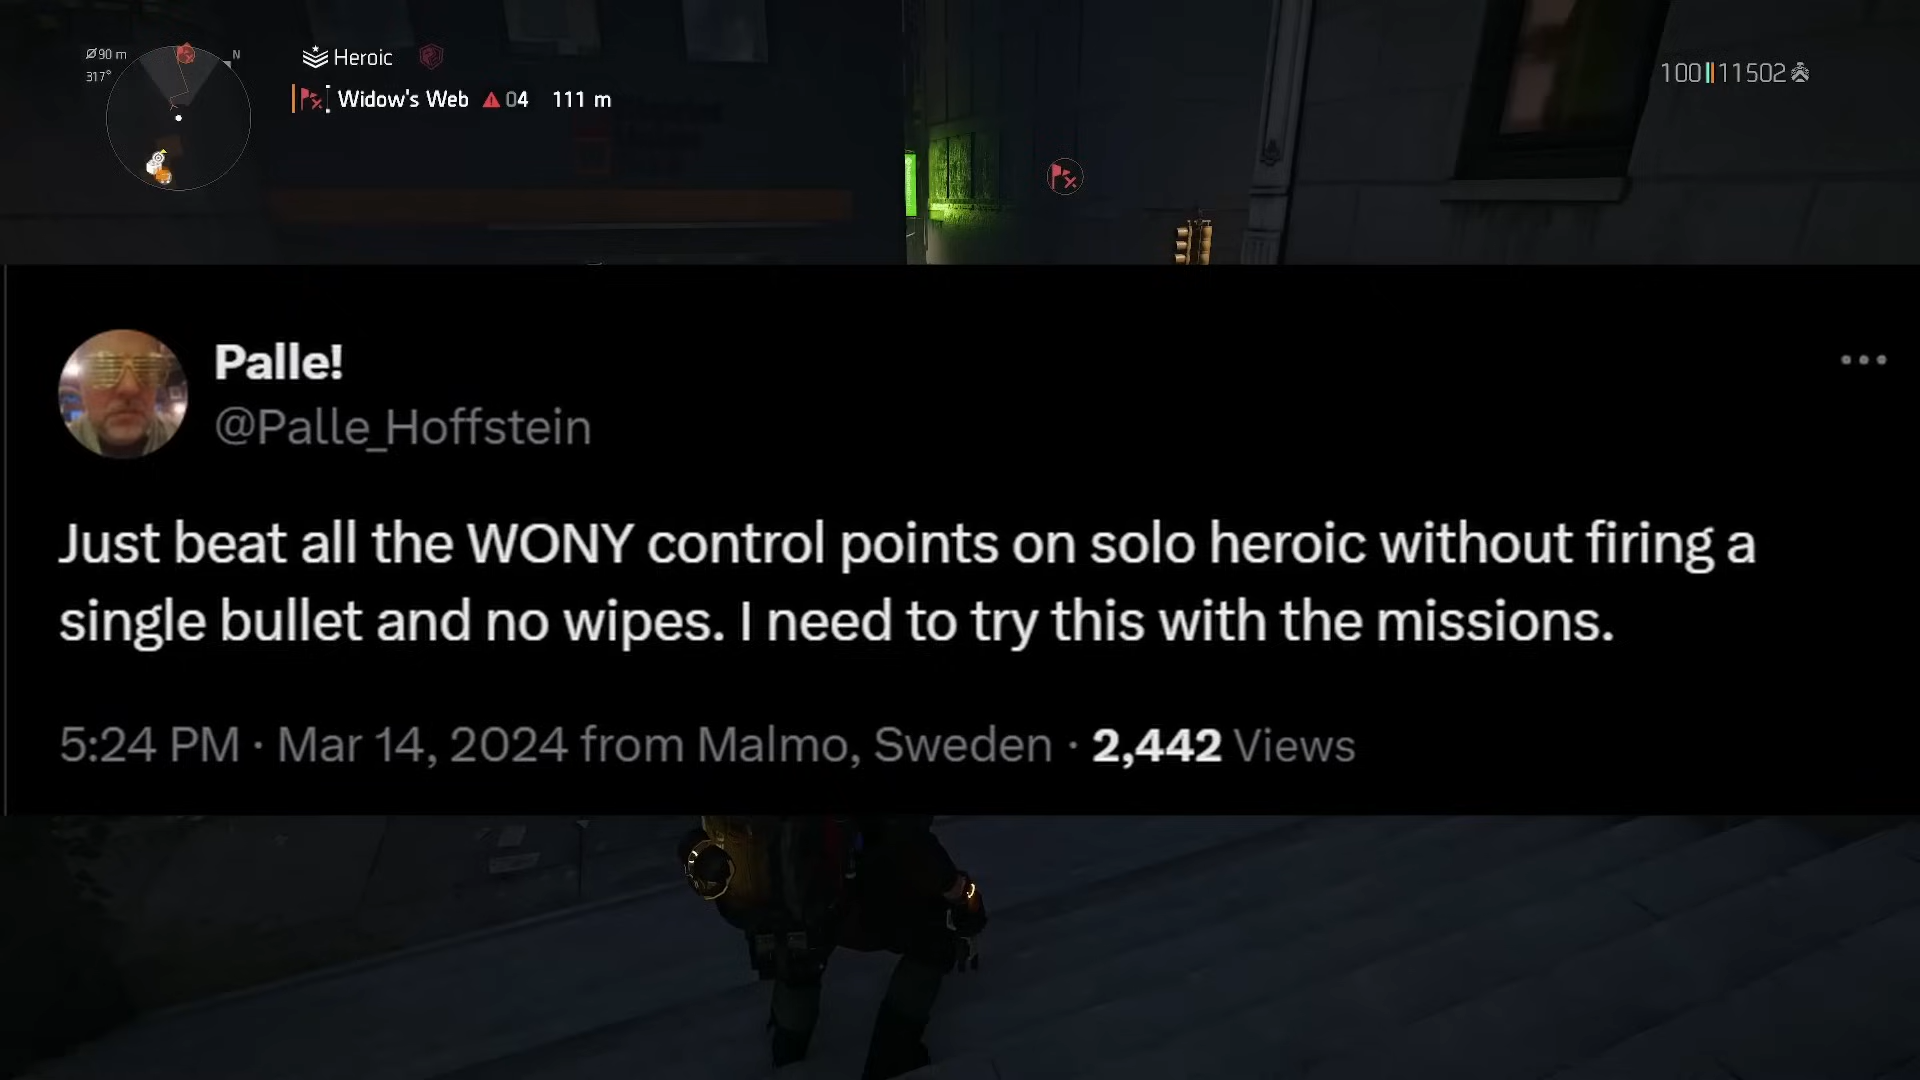 Ø90 m
317°
N
Heroic
Widow's Web 04 111 m
100 11502
Palle!
@Palle_Hoffstein
Just beat all the WONY control points on solo heroic without firing a
single bullet and no wipes. I need to try this with the missions.
5:24 PM · Mar 14, 2024 from Malmo, Sweden · 2,442 Views